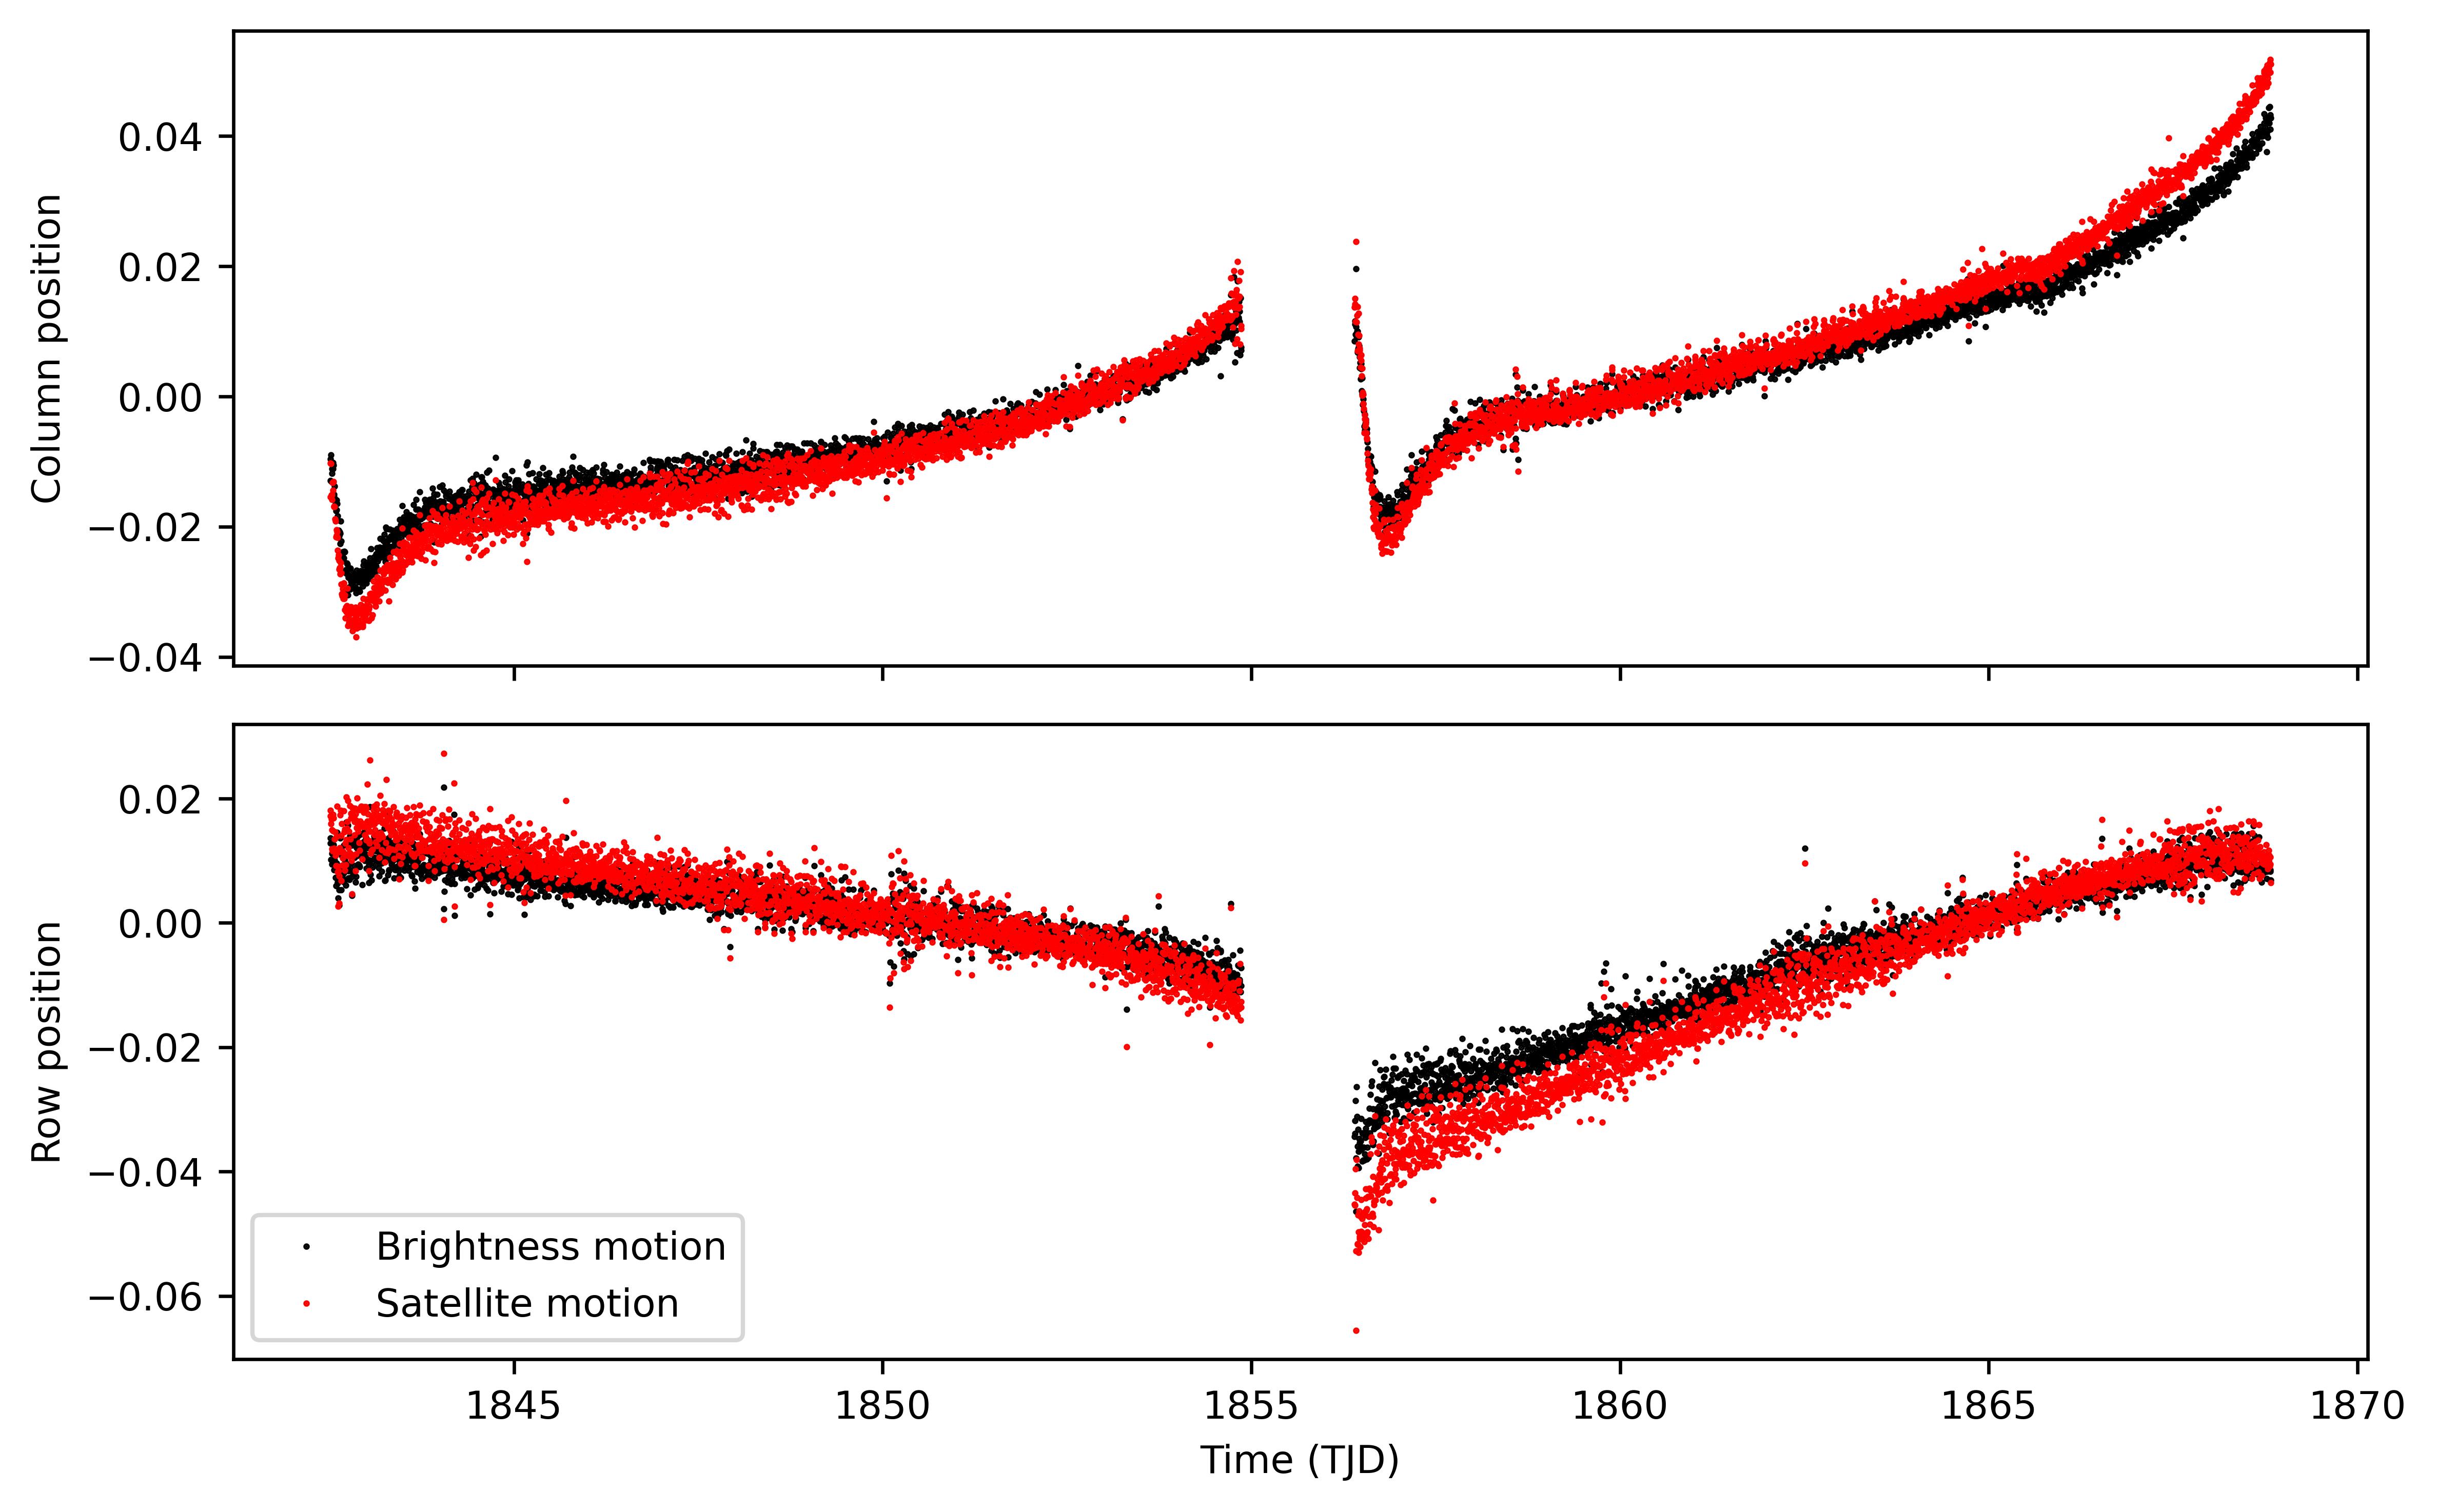 Column position
0.04
0.02
0.00
−0.02
−0.04
Row position
0.02
0.00
−0.02
−0.04
−0.06
Brightness motion
Satellite motion
1845 1850 1855 1860 1865 1870
Time (TJD)